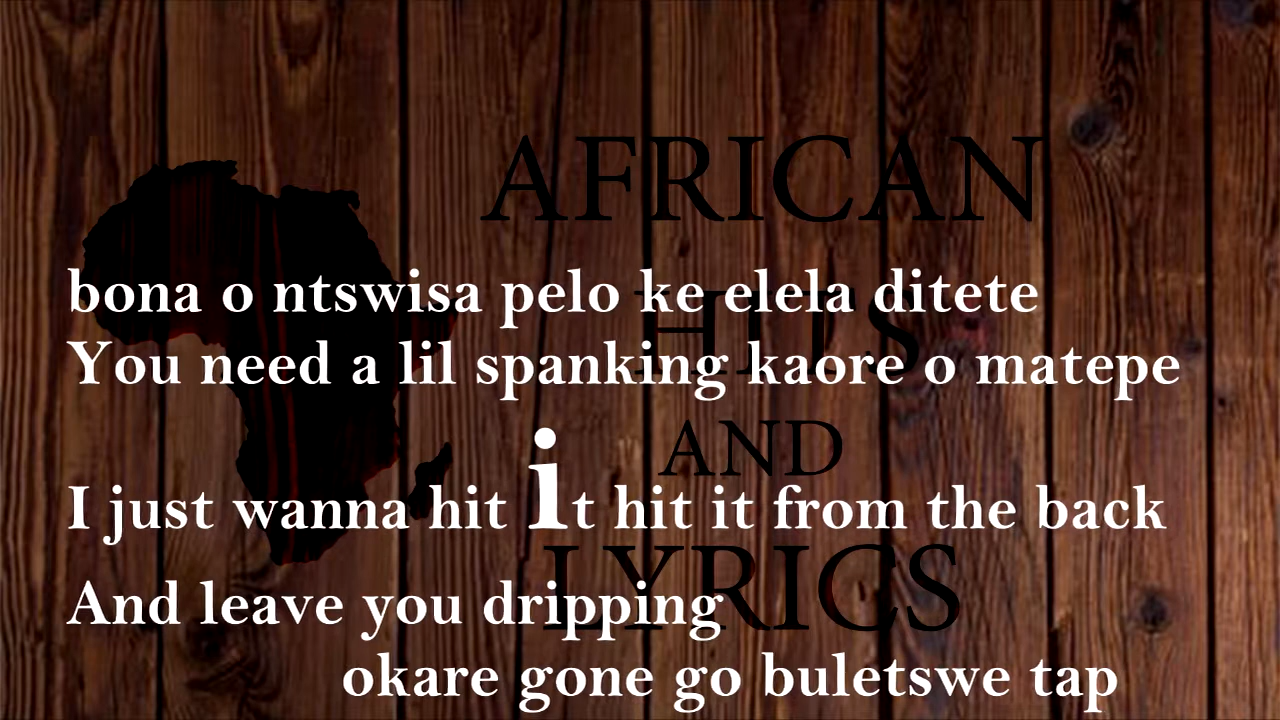 AFRICAN
HITS
AND
LYRICS
bona o ntswisa pelo ke elela ditete
You need a lil spanking kaore o matepe
I just wanna hit it hit it from the back
And leave you dripping
okare gone go buletswe tap